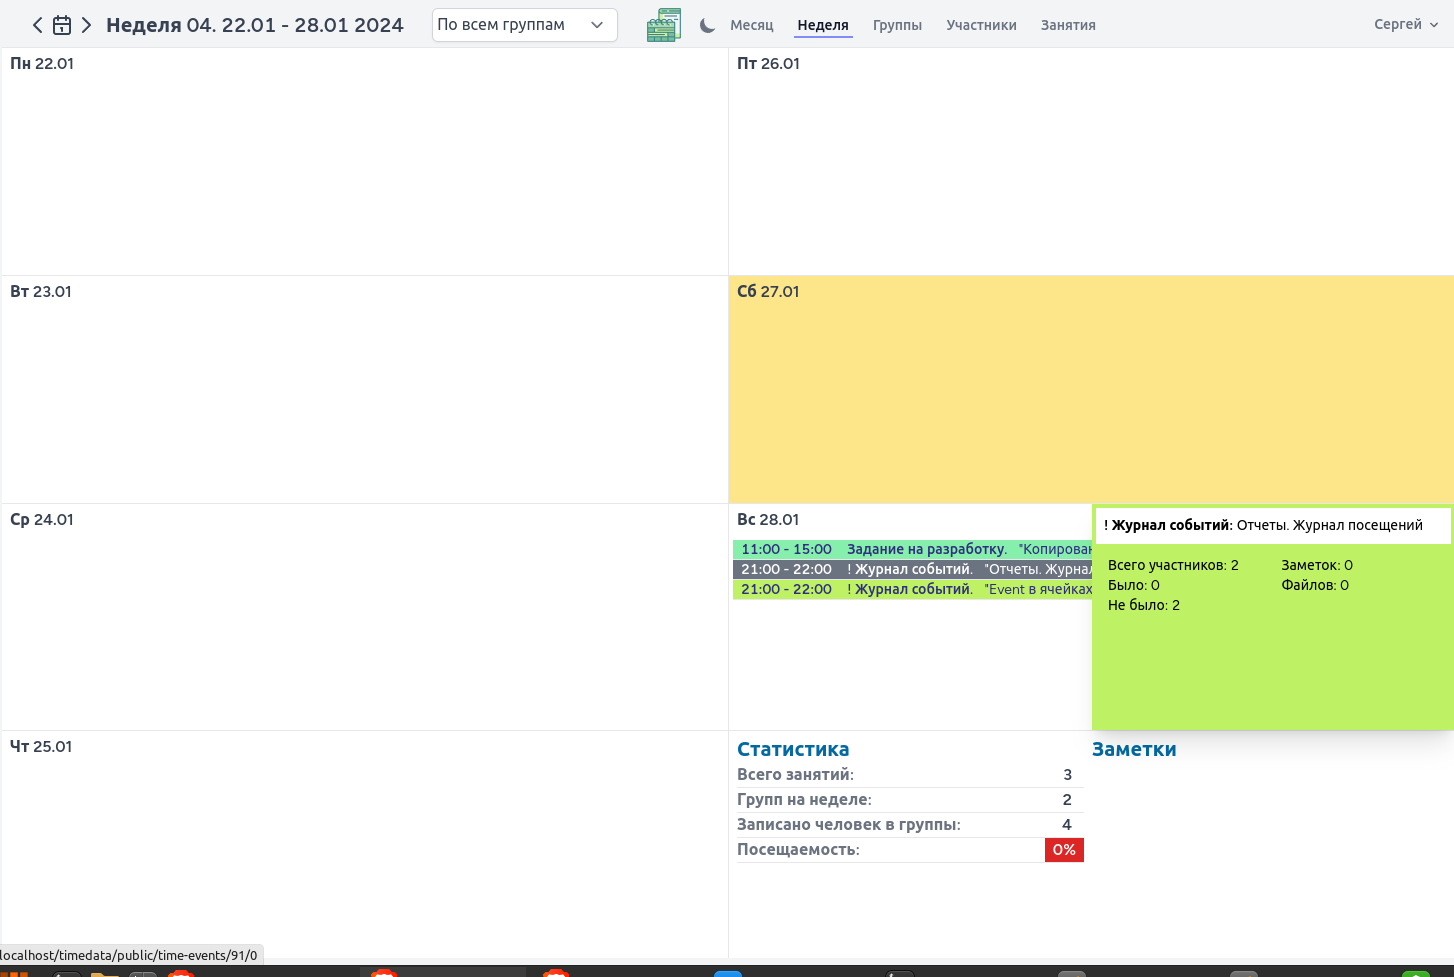 Неделя 04. 22.01 - 28.01 2024
По всем группам
Месяц
Неделя
Группы
Участники
Занятия
Сергей
Пн 22.01
Вт 23.01
Ср 24.01
Чт 25.01
Пт 26.01
Сб 27.01
Вс 28.01
11:00 - 15:00 Задание на разработку. "Копирован
21:00 - 22:00 ! Журнал событий. "Отчеты. Журнал
21:00 - 22:00 ! Журнал событий. "Event в ячейках
! Журнал событий: Отчеты. Журнал посещений
Всего участников: 2
Было: 0
Не было: 2
Заметок: 0
Файлов: 0
Статистика
Всего занятий: 3
Групп на неделе: 2
Записано человек в группы: 4
Посещаемость: 0%
Заметки
localhost/timedata/public/time-events/91/0